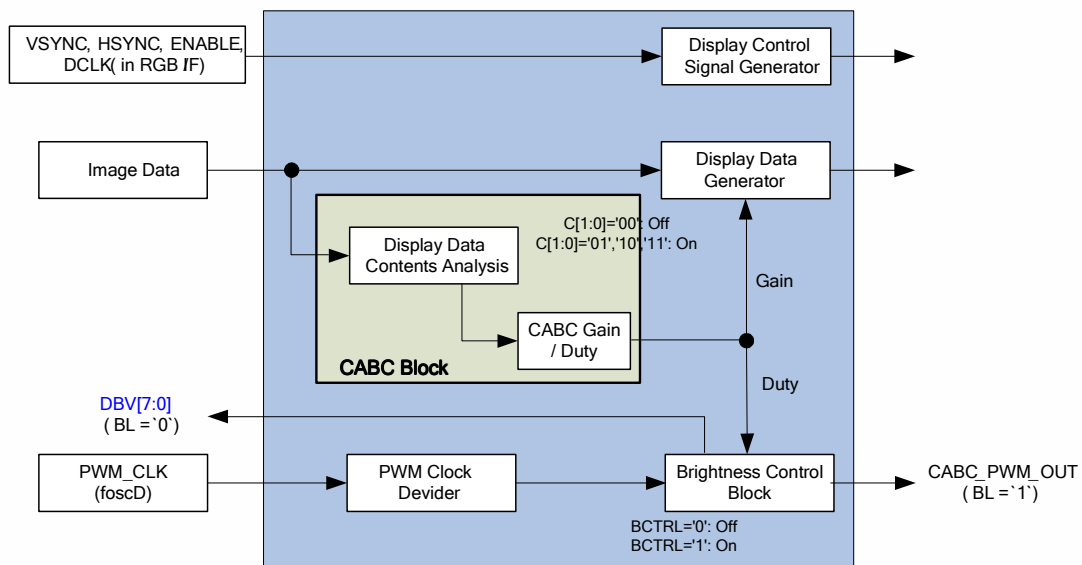 VSYNC, HSYNC, ENABLE,
DCLK( in RGB I/F)
Display Control
Signal Generator
Image Data
Display Data
Generator
C[1:0]='00': Off
C[1:0]='01','10','11': On
Display Data
Contents Analysis
Gain
CABC Gain
/ Duty
CABC Block
Duty
DBV[7:0]
( BL =`0`)
PWM_CLK
(foscD)
PWM Clock
Devider
Brightness Control
Block
CABC_PWM_OUT
( BL =`1`)
BCTRL='0': Off
BCTRL='1': On